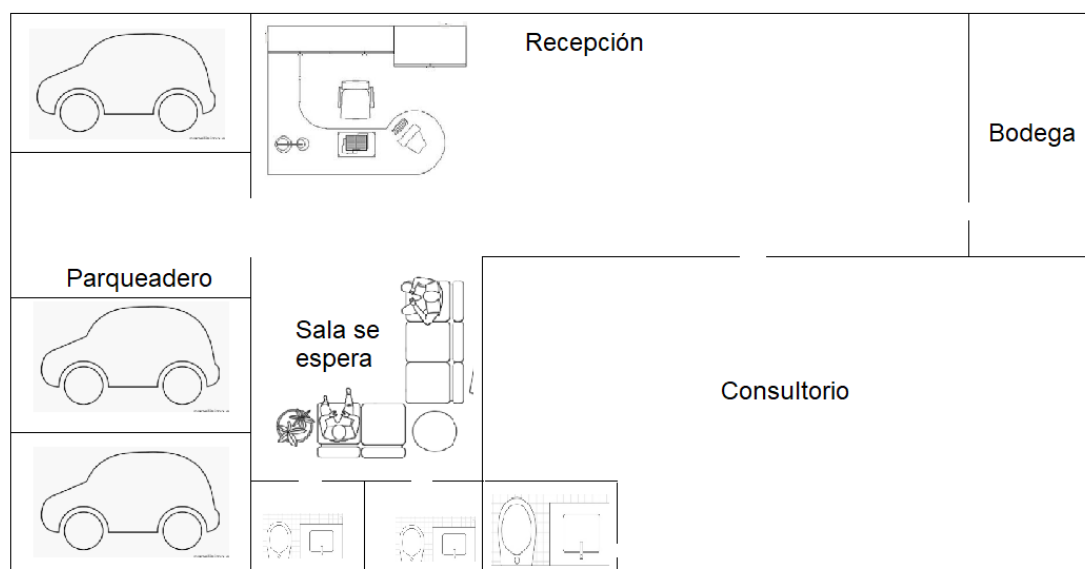 Recepción
Bodega
Parqueadero
Sala se
espera
Consultorio